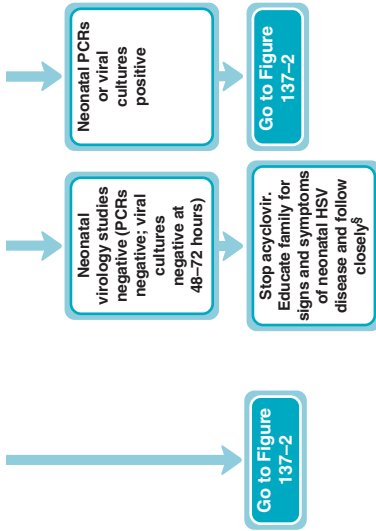 Neonatal PCRs
or viral
cultures
positive
Go to Figure
137–2
Neonatal
virology studies
negative (PCRs
negative; viral
cultures
negative at
48–72 hours)
Stop acyclovir.
Educate family for
signs and symptoms
of neonatal HSV
disease and follow
closely§
Go to Figure
137–2